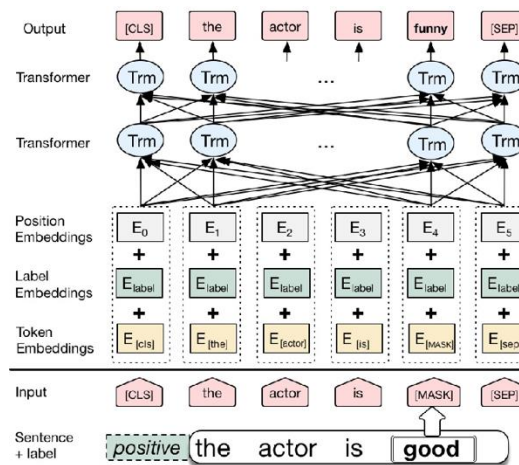 Output [CLS] the actor is funny [SEP]
Transformer Trm Trm ... Trm Trm
Transformer Trm Trm ... Trm Trm
Position Embeddings E0 E1 E2 E3 E4 E5
+ + + + + +
Label Embeddings Elabel Elabel Elabel Elabel Elabel Elabel
+ + + + + +
Token Embeddings E[cls] E[the] E[actor] E[is] E[MASK] E[sep]
Input [CLS] the actor is [MASK] [SEP]
Sentence + label positive the actor is good